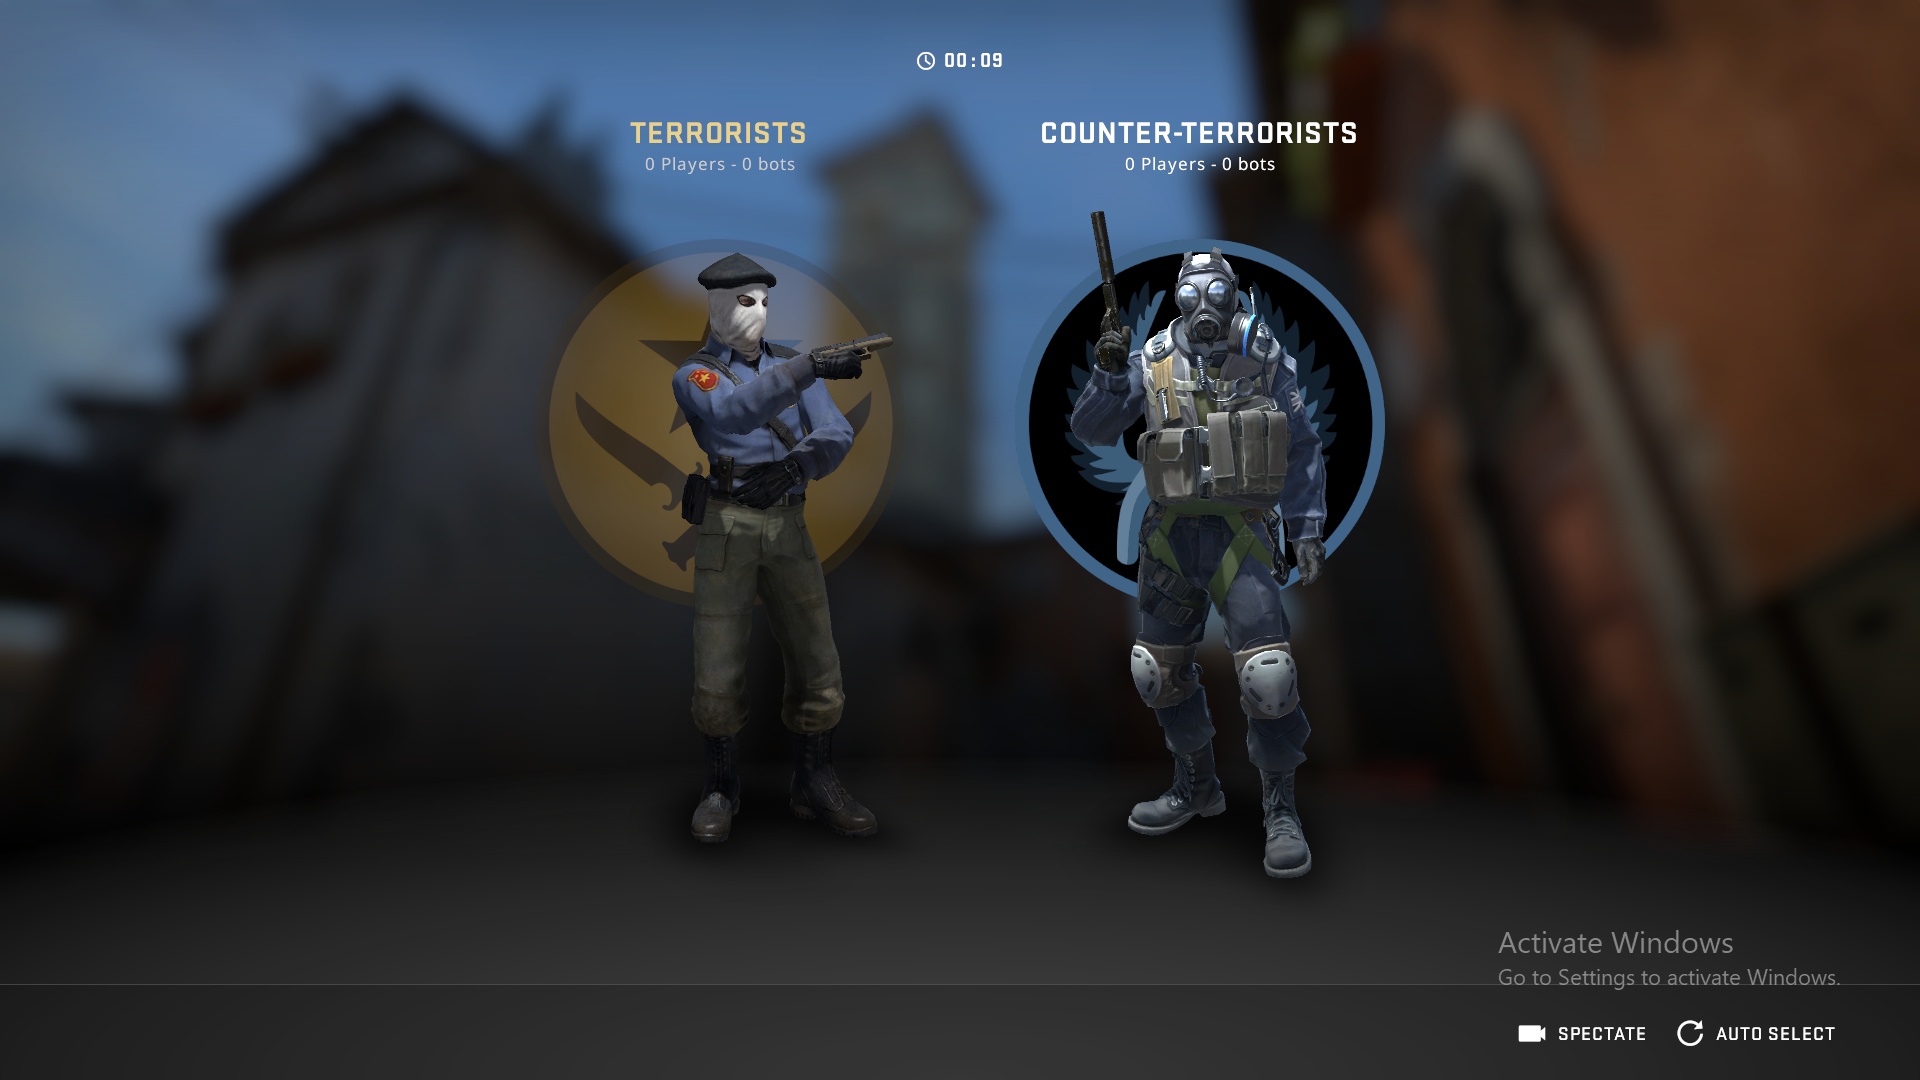 00:09
TERRORISTS
0 Players - 0 bots
COUNTER-TERRORISTS
0 Players - 0 bots
Activate Windows
Go to Settings to activate Windows.
SPECTATE
AUTO SELECT